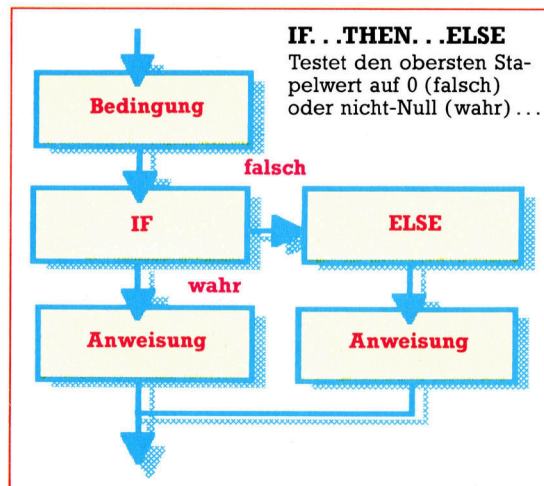 IF...THEN...ELSE
Testet den obersten Sta-
pelwert auf 0 (falsch)
oder nicht-Null (wahr)...
Bedingung
falsch
IF
ELSE
wahr
Anweisung
Anweisung